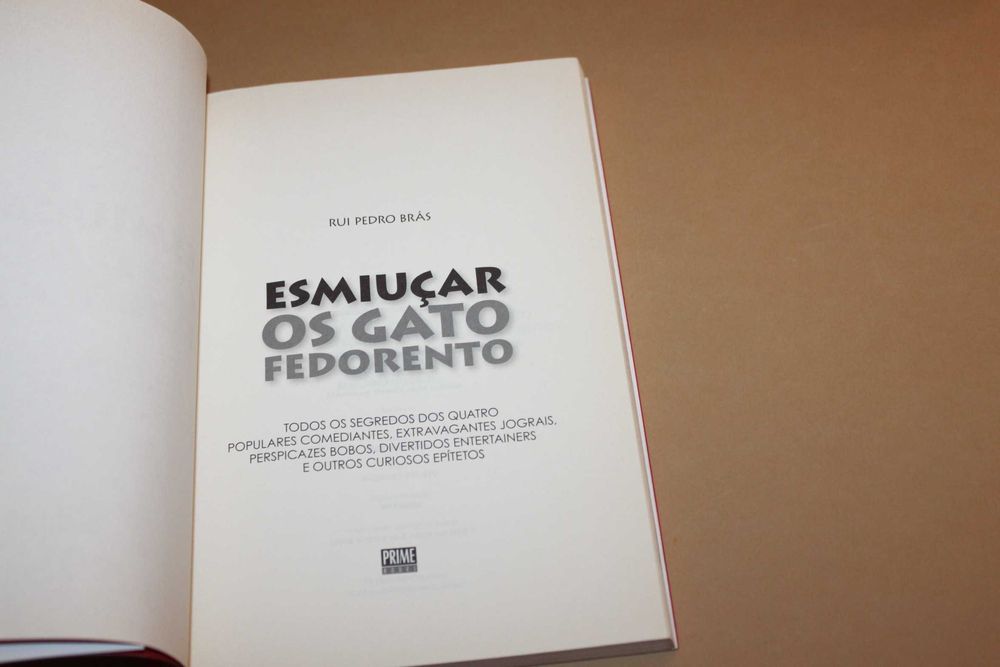 RUI PEDRO BRÁS
ESMIUÇAR
OS GATO
FEDORENTO
TODOS OS SEGREDOS DOS QUATRO
POPULARES COMEDIANTES, EXTRAVAGANTES JOGRAIS,
PERSPICAZES BOBOS, DIVERTIDOS ENTERTAINERS
E OUTROS CURIOSOS EPÍTETOS
PRIME
BOOKS